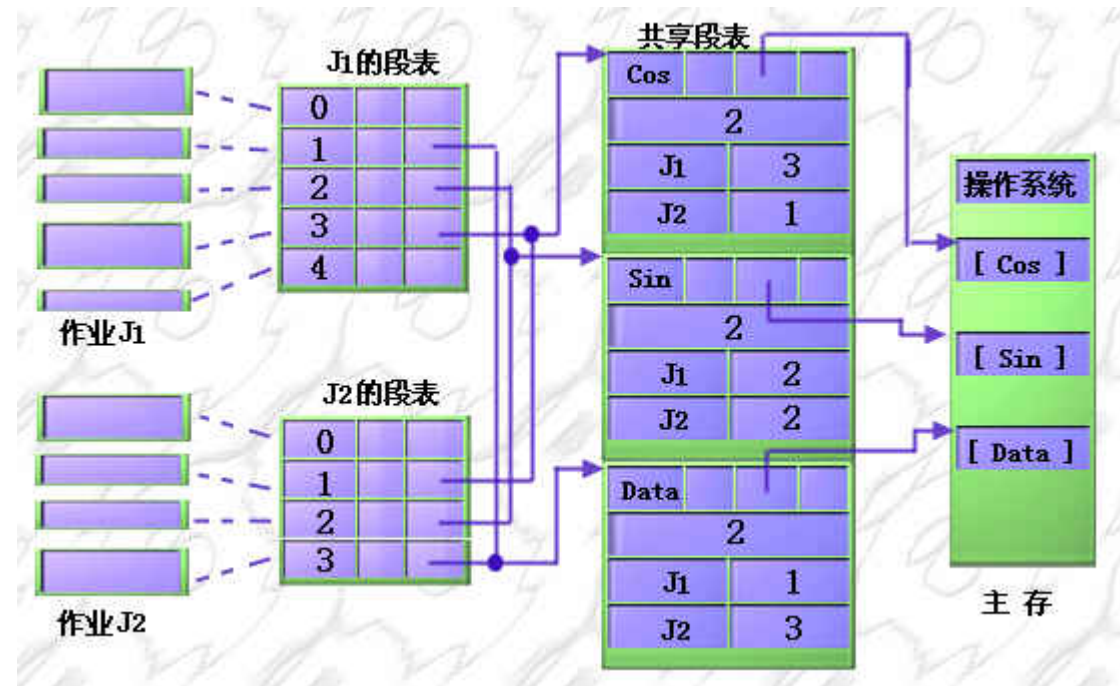 J1的段表
0
1
2
3
4
作业J1
J2的段表
0
1
2
3
作业J2
共享段表
Cos
2
J1 3
J2 1
Sin
2
J1 2
J2 2
Data
2
J1 1
J2 3
操作系统
[ Cos ]
[ Sin ]
[ Data ]
主 存